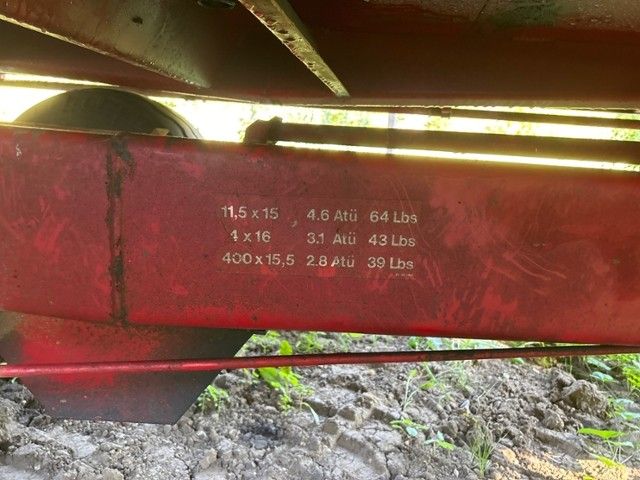 11,5 x 15 4.6 Atü 64 Lbs
4 x 16 3.1 Atü 43 Lbs
400 x 15,5 2.8 Atü 39 Lbs